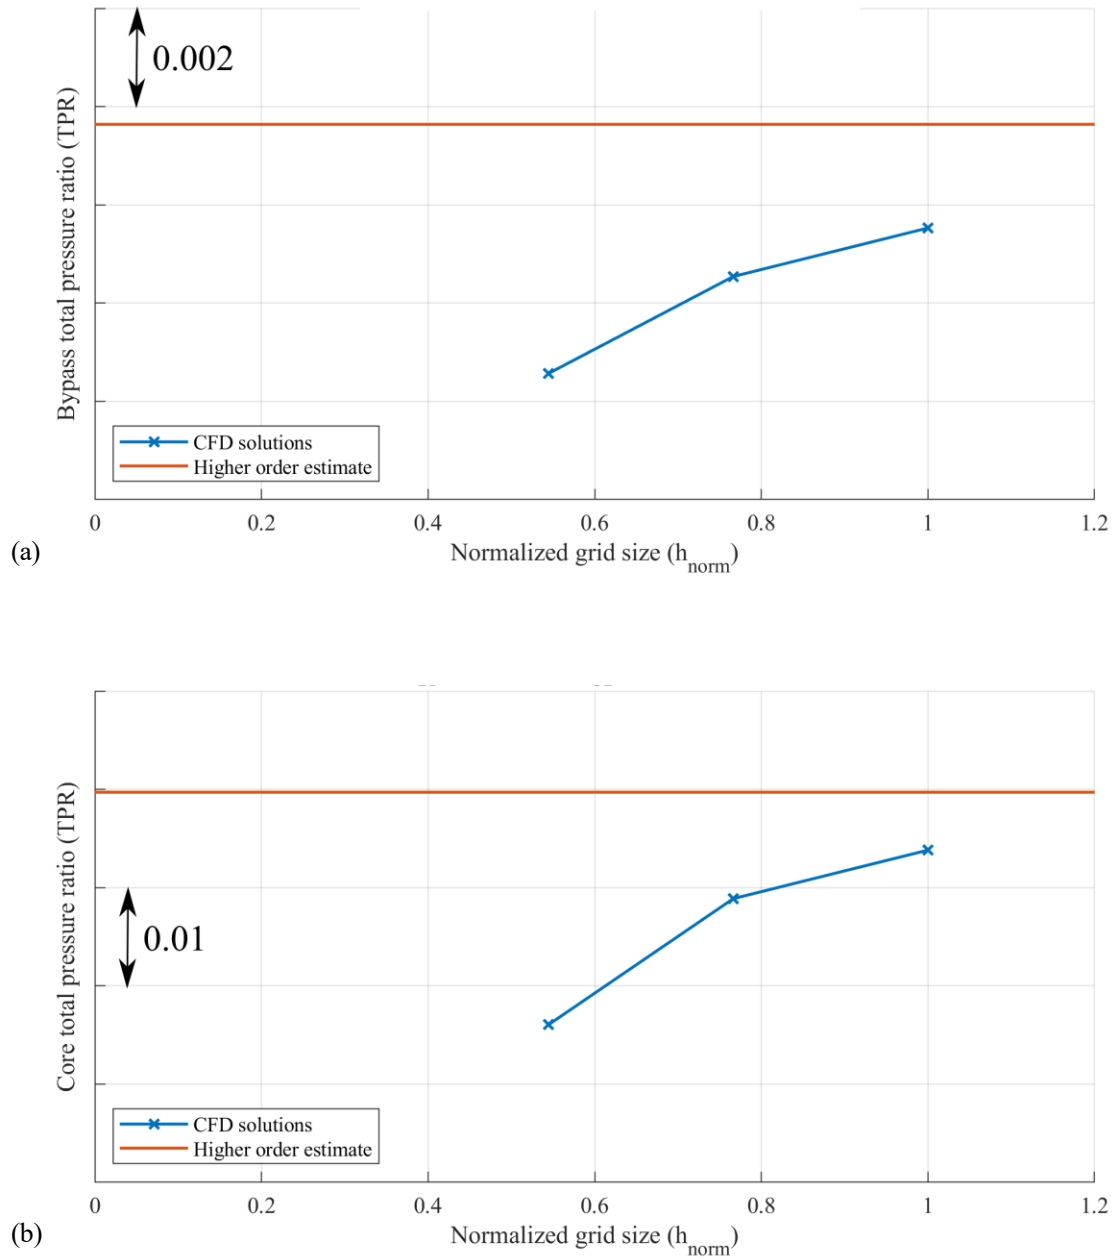 0.002
Bypass total pressure ratio (TPR)
CFD solutions
Higher order estimate
0 0.2 0.4 0.6 0.8 1 1.2
(a)
Normalized grid size (h_norm)
0.01
Core total pressure ratio (TPR)
CFD solutions
Higher order estimate
0 0.2 0.4 0.6 0.8 1 1.2
(b)
Normalized grid size (h_norm)